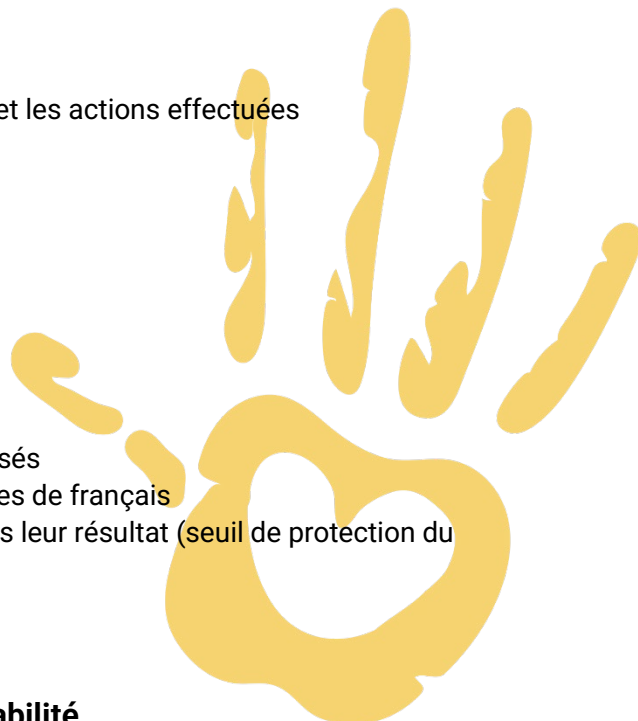 et les actions effectuées
sés
es de français
s leur résultat (seuil de protection du
abilité